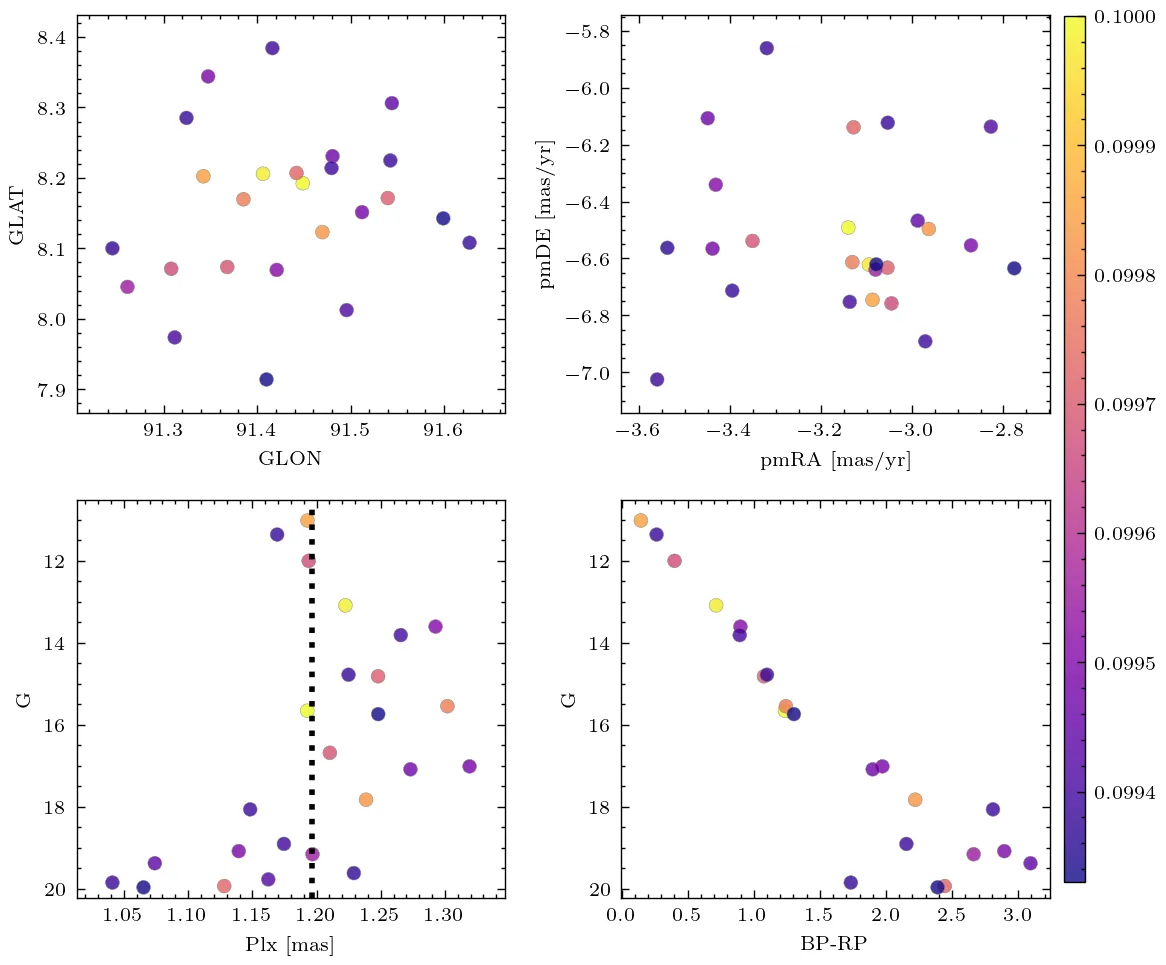 8.4
8.3
8.2
8.1
8.0
7.9
GLAT
91.3 91.4 91.5 91.6
GLON
−5.8
−6.0
−6.2
−6.4
−6.6
−6.8
−7.0
pmDE [mas/yr]
−3.6 −3.4 −3.2 −3.0 −2.8
pmRA [mas/yr]
0.1000
0.0999
0.0998
0.0997
0.0996
0.0995
0.0994
12
14
16
18
20
G
1.05 1.10 1.15 1.20 1.25 1.30
Plx [mas]
12
14
16
18
20
G
0.0 0.5 1.0 1.5 2.0 2.5 3.0
BP-RP